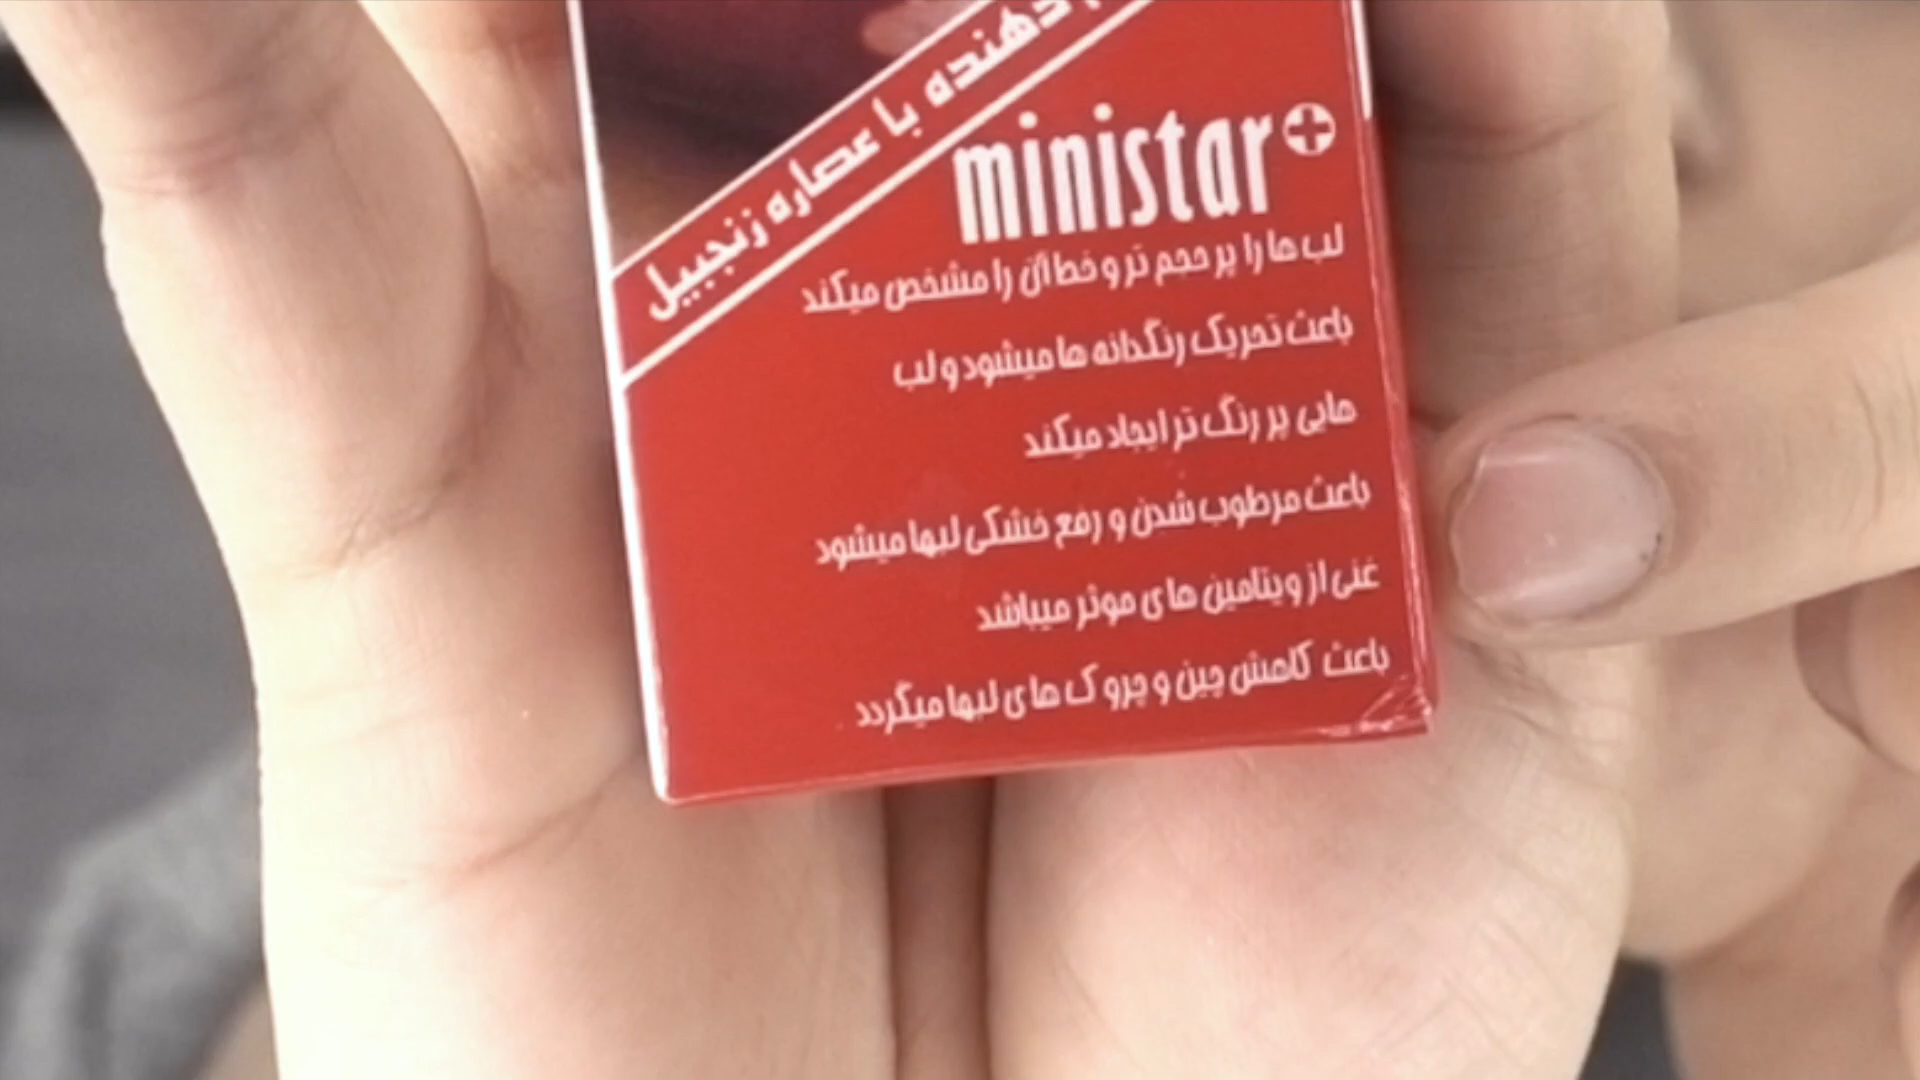 دهنده با عصاره زنجبیل
ministar
لب ها را پر حجم تر و خط آن را مشخص میکند
باعث تحریک رنگدانه ها میشود و لب
هایی پر رنگ تر ایجاد میکند
باعث مرطوب شدن و رفع خشکی لبها میشود
غنی از ویتامین های موثر میباشد
باعث کاهش چین و چروک های لبها میگردد